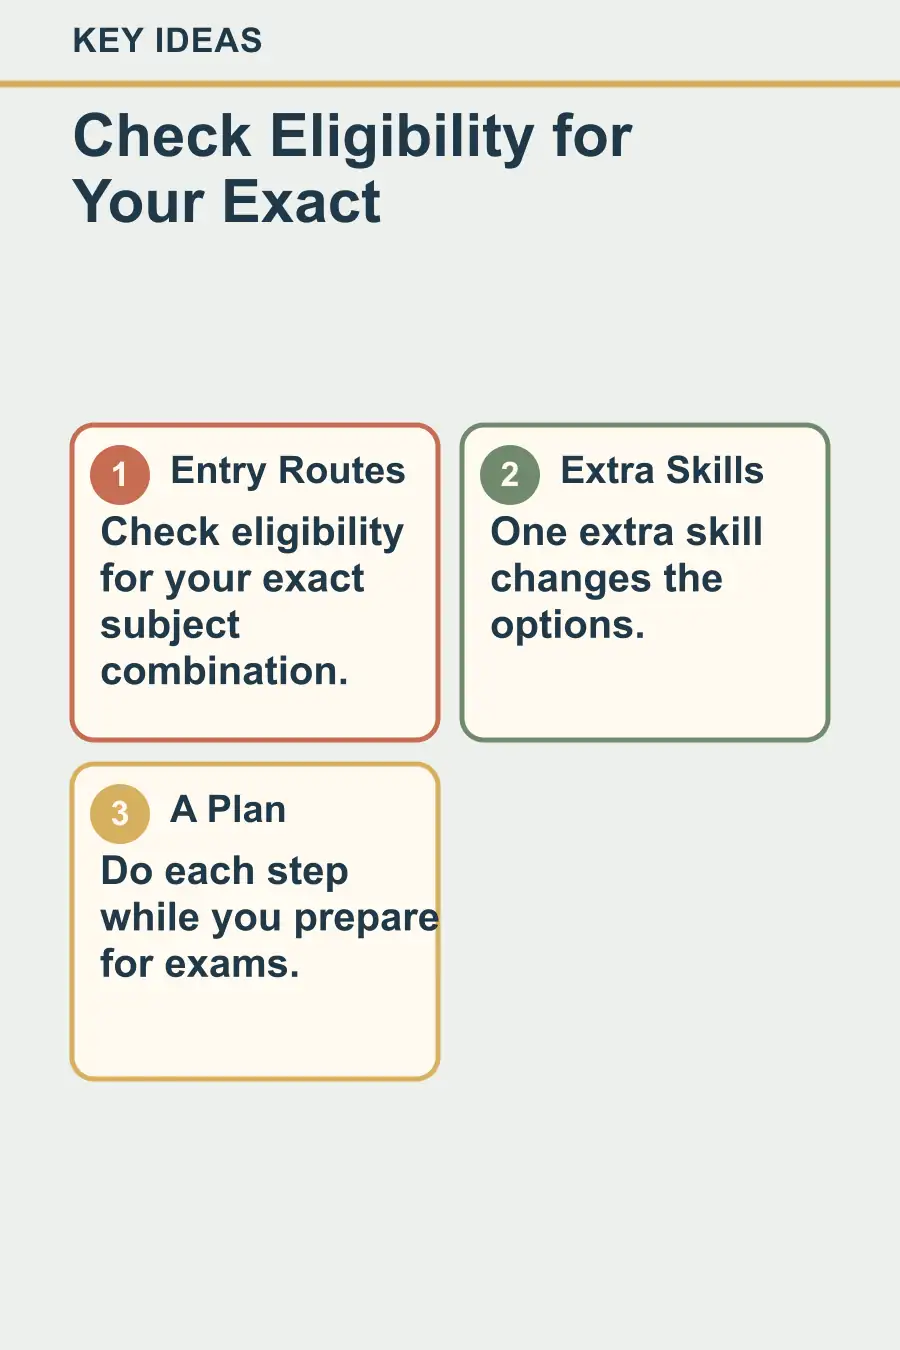 KEY IDEAS
Check Eligibility for
Your Exact
1 Entry Routes
Check eligibility
for your exact
subject
combination.
2 Extra Skills
One extra skill
changes the
options.
3 A Plan
Do each step
while you prepare
for exams.